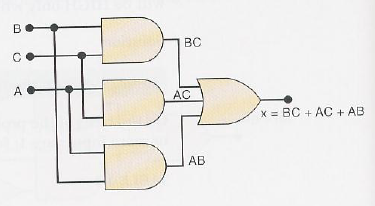 B
BC
C
A
AC
x = BC + AC + AB
AB